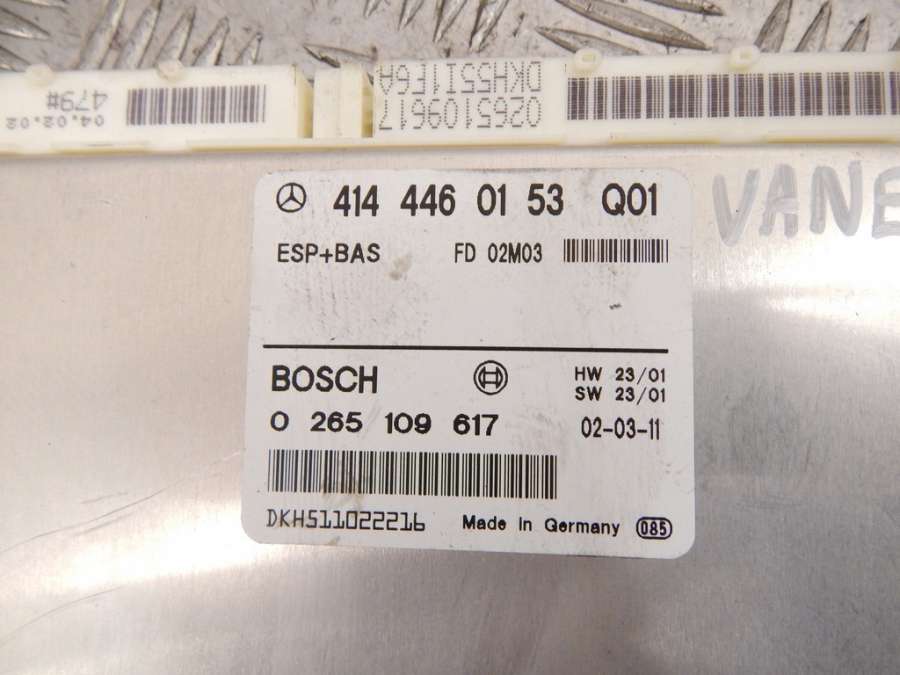 04.02.02
479#
0265109617
DKH55I1F6A
414 446 01 53 Q01
ESP+BAS FD 02M03
VANE
BOSCH
HW 23/01
SW 23/01
0 265 109 617 02-03-11
DKH511022216 Made in Germany 085